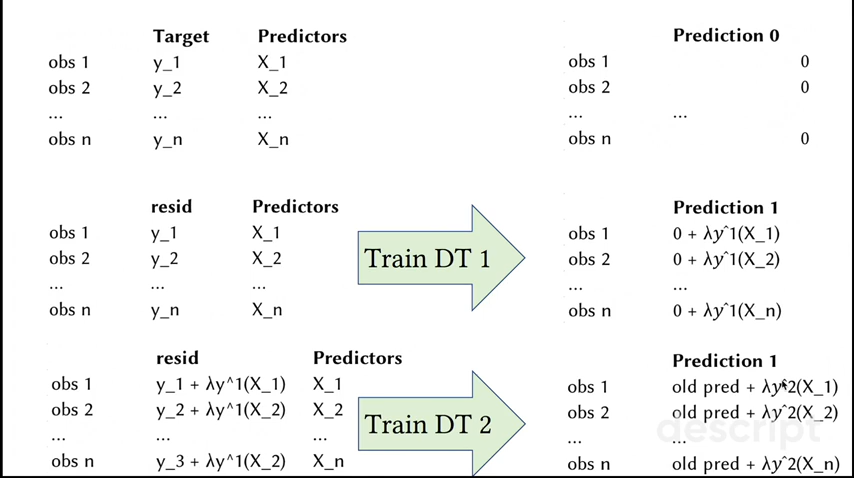 Target Predictors Prediction 0
obs 1 y_1 X_1 obs 1 0
obs 2 y_2 X_2 obs 2 0
... ... ... ... ...
obs n y_n X_n obs n 0
resid Predictors Prediction 1
obs 1 y_1 X_1 obs 1 0 + λy^1(X_1)
obs 2 y_2 X_2 Train DT 1 obs 2 0 + λy^1(X_2)
... ... ... ... ...
obs n y_n X_n obs n 0 + λy^1(X_n)
resid Predictors Prediction 1
obs 1 y_1 + λy^1(X_1) X_1 obs 1 old pred + λy^2(X_1)
obs 2 y_2 + λy^1(X_2) X_2 Train DT 2 obs 2 old pred + λy^2(X_2)
... ... ... ... ...
descript
obs n y_3 + λy^1(X_2) X_n obs n old pred + λy^2(X_n)